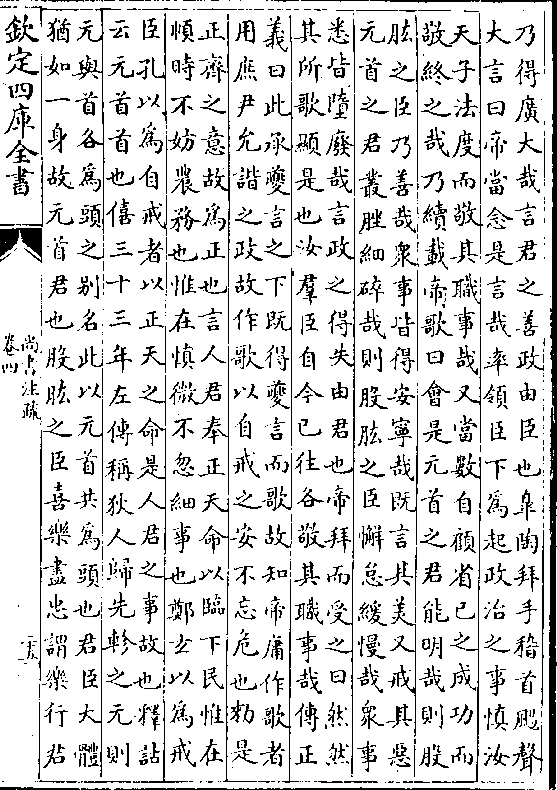 乃得廣大哉言君之善政由臣也臯陶拜手稽首颺聲
大言曰帝當念是言哉率領臣下為起政治之事慎汝
天子法度而敬其職事哉又當數自顧省己之成功而
敬終之哉乃續載帝歌曰會是元首之君能明哉則股
肱之臣乃善哉衆事皆得安寧哉既言其美又戒其惡
元首之君叢脞細碎哉則股肱之臣懈怠緩慢哉衆事
悉皆墮廢哉言政之得失由君也帝拜而受之曰然然
其所歌顯是也汝羣臣自今已往各敬其職事哉傳正
義曰此承夔言之下既得夔言而歌故知帝庸作歌者
用庶尹允諧之政故作歌以自戒之安不忘危也勑是
正齊之意故為正也言人君奉正天命以臨下民惟在
慎時不妨農務也惟在慎微不忽細事也鄭玄以為戒
臣孔以為自戒者以正天之命是人君之事故也釋詁
云元首首也僖三十三年左傳稱狄人歸先軫之元則
元與首各為頭之别名此以元首共為頭也君臣大體
猶如一身故元首君也股肱之臣喜樂盡忠謂樂行君
欽定四庫全書
尚書注疏
卷四
二五